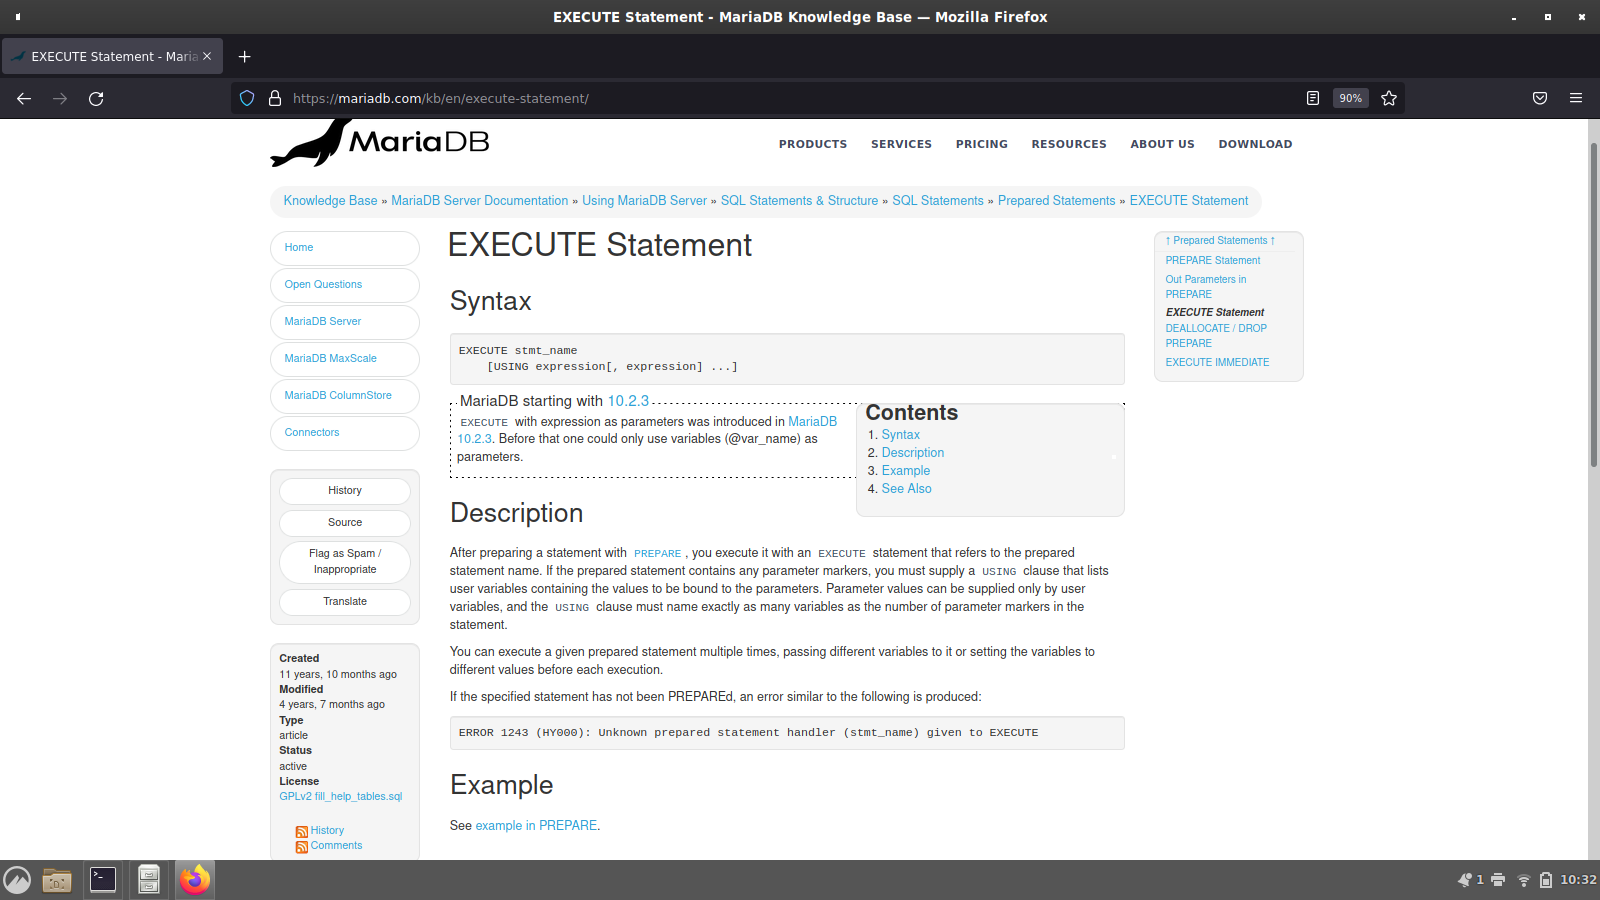 EXECUTE Statement - MariaDB Knowledge Base — Mozilla Firefox
EXECUTE Statement - Maria
https://mariadb.com/kb/en/execute-statement/
90%
MariaDB
PRODUCTS SERVICES PRICING RESOURCES ABOUT US DOWNLOAD
Knowledge Base » MariaDB Server Documentation » Using MariaDB Server » SQL Statements & Structure » SQL Statements » Prepared Statements » EXECUTE Statement
Home
Open Questions
MariaDB Server
MariaDB MaxScale
MariaDB ColumnStore
Connectors
History
Source
Flag as Spam /
Inappropriate
Translate
Created
11 years, 10 months ago
Modified
4 years, 7 months ago
Type
article
Status
active
License
GPLv2 fill_help_tables.sql
History
Comments
EXECUTE Statement
Syntax
EXECUTE stmt_name
[USING expression[, expression] ...]
MariaDB starting with 10.2.3
EXECUTE with expression as parameters was introduced in MariaDB
10.2.3. Before that one could only use variables (@var_name) as
parameters.
Contents
1. Syntax
2. Description
3. Example
4. See Also
Description
After preparing a statement with PREPARE , you execute it with an EXECUTE statement that refers to the prepared
statement name. If the prepared statement contains any parameter markers, you must supply a USING clause that lists
user variables containing the values to be bound to the parameters. Parameter values can be supplied only by user
variables, and the USING clause must name exactly as many variables as the number of parameter markers in the
statement.
You can execute a given prepared statement multiple times, passing different variables to it or setting the variables to
different values before each execution.
If the specified statement has not been PREPAREd, an error similar to the following is produced:
ERROR 1243 (HY000): Unknown prepared statement handler (stmt_name) given to EXECUTE
Example
See example in PREPARE.
↑ Prepared Statements ↑
PREPARE Statement
Out Parameters in
PREPARE
EXECUTE Statement
DEALLOCATE / DROP
PREPARE
EXECUTE IMMEDIATE
1
10:32